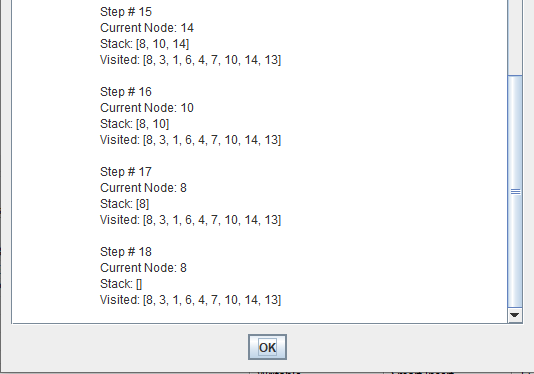 Step # 15
Current Node: 14
Stack: [8, 10, 14]
Visited: [8, 3, 1, 6, 4, 7, 10, 14, 13]
Step # 16
Current Node: 10
Stack: [8, 10]
Visited: [8, 3, 1, 6, 4, 7, 10, 14, 13]
Step # 17
Current Node: 8
Stack: [8]
Visited: [8, 3, 1, 6, 4, 7, 10, 14, 13]
Step # 18
Current Node: 8
Stack: []
Visited: [8, 3, 1, 6, 4, 7, 10, 14, 13]
OK